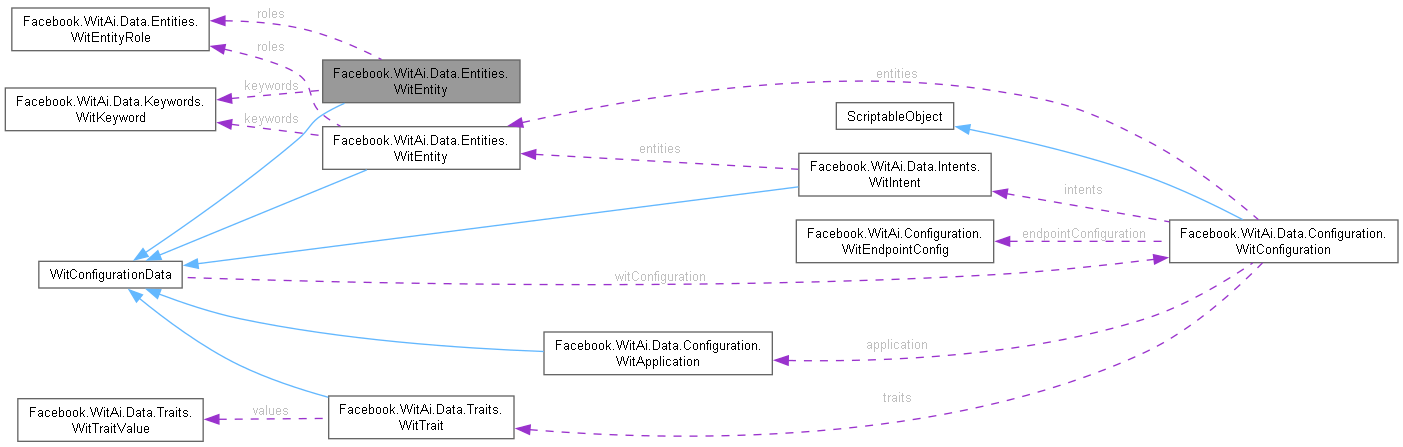 Facebook.WitAi.Data.Entities.
WitEntityRole
roles
roles
Facebook.WitAi.Data.Entities.
WitEntity
keywords
Facebook.WitAi.Data.Keywords.
WitKeyword
keywords
Facebook.WitAi.Data.Entities.
WitEntity
entities
ScriptableObject
entities
Facebook.WitAi.Data.Intents.
WitIntent
intents
Facebook.WitAi.Configuration.
WitEndpointConfig
endpointConfiguration
Facebook.WitAi.Data.Configuration.
WitConfiguration
WitConfigurationData
witConfiguration
Facebook.WitAi.Data.Configuration.
WitApplication
application
Facebook.WitAi.Data.Traits.
WitTraitValue
values
Facebook.WitAi.Data.Traits.
WitTrait
traits